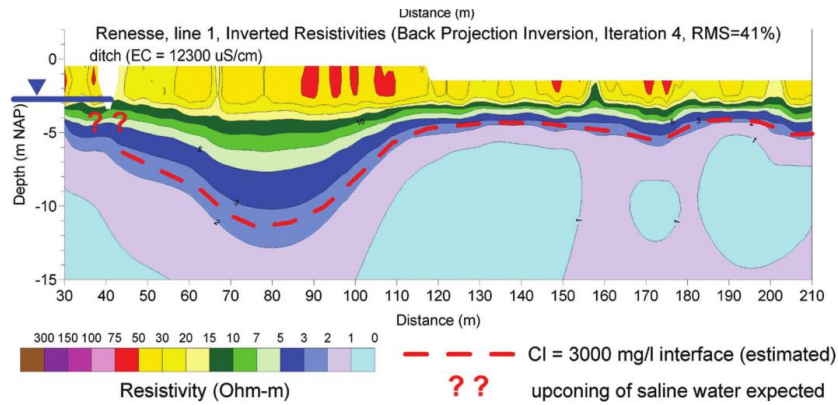 Distance (m)
Renesse, line 1, Inverted Resistivities (Back Projection Inversion, Iteration 4, RMS=41%)
ditch (EC = 12300 uS/cm)
0
-5
-10
-15
Depth (m NAP)
? ?
10
5
3
2
5
3
2
1
1
1
30 40 50 60 70 80 90 100 110 120 130 140 150 160 170 180 190 200 210
Distance (m)
300 150 100 75 50 30 20 15 10 7 5 3 2 1 0
Resistivity (Ohm-m)
Cl = 3000 mg/l interface (estimated)
? ? upconing of saline water expected